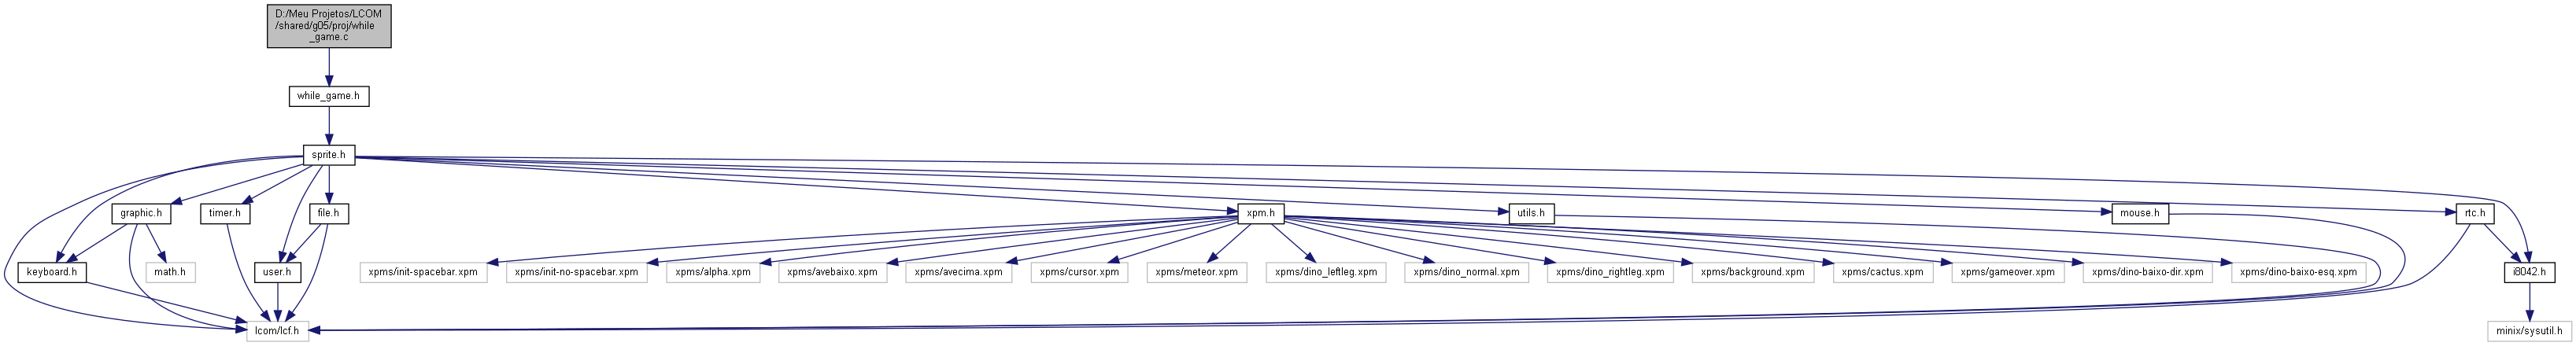 D:/Meu Projetos/LCOM
/shared/g05/proj/while
_game.c
while_game.h
sprite.h
graphic.h
timer.h
file.h
xpm.h
utils.h
mouse.h
rtc.h
keyboard.h
math.h
user.h
xpms/init-spacebar.xpm
xpms/init-no-spacebar.xpm
xpms/alpha.xpm
xpms/avebaixo.xpm
xpms/avecima.xpm
xpms/cursor.xpm
xpms/meteor.xpm
xpms/dino_leftleg.xpm
xpms/dino_normal.xpm
xpms/dino_rightleg.xpm
xpms/background.xpm
xpms/cactus.xpm
xpms/gameover.xpm
xpms/dino-baixo-dir.xpm
xpms/dino-baixo-esq.xpm
i8042.h
lcom/lcf.h
minix/sysutil.h